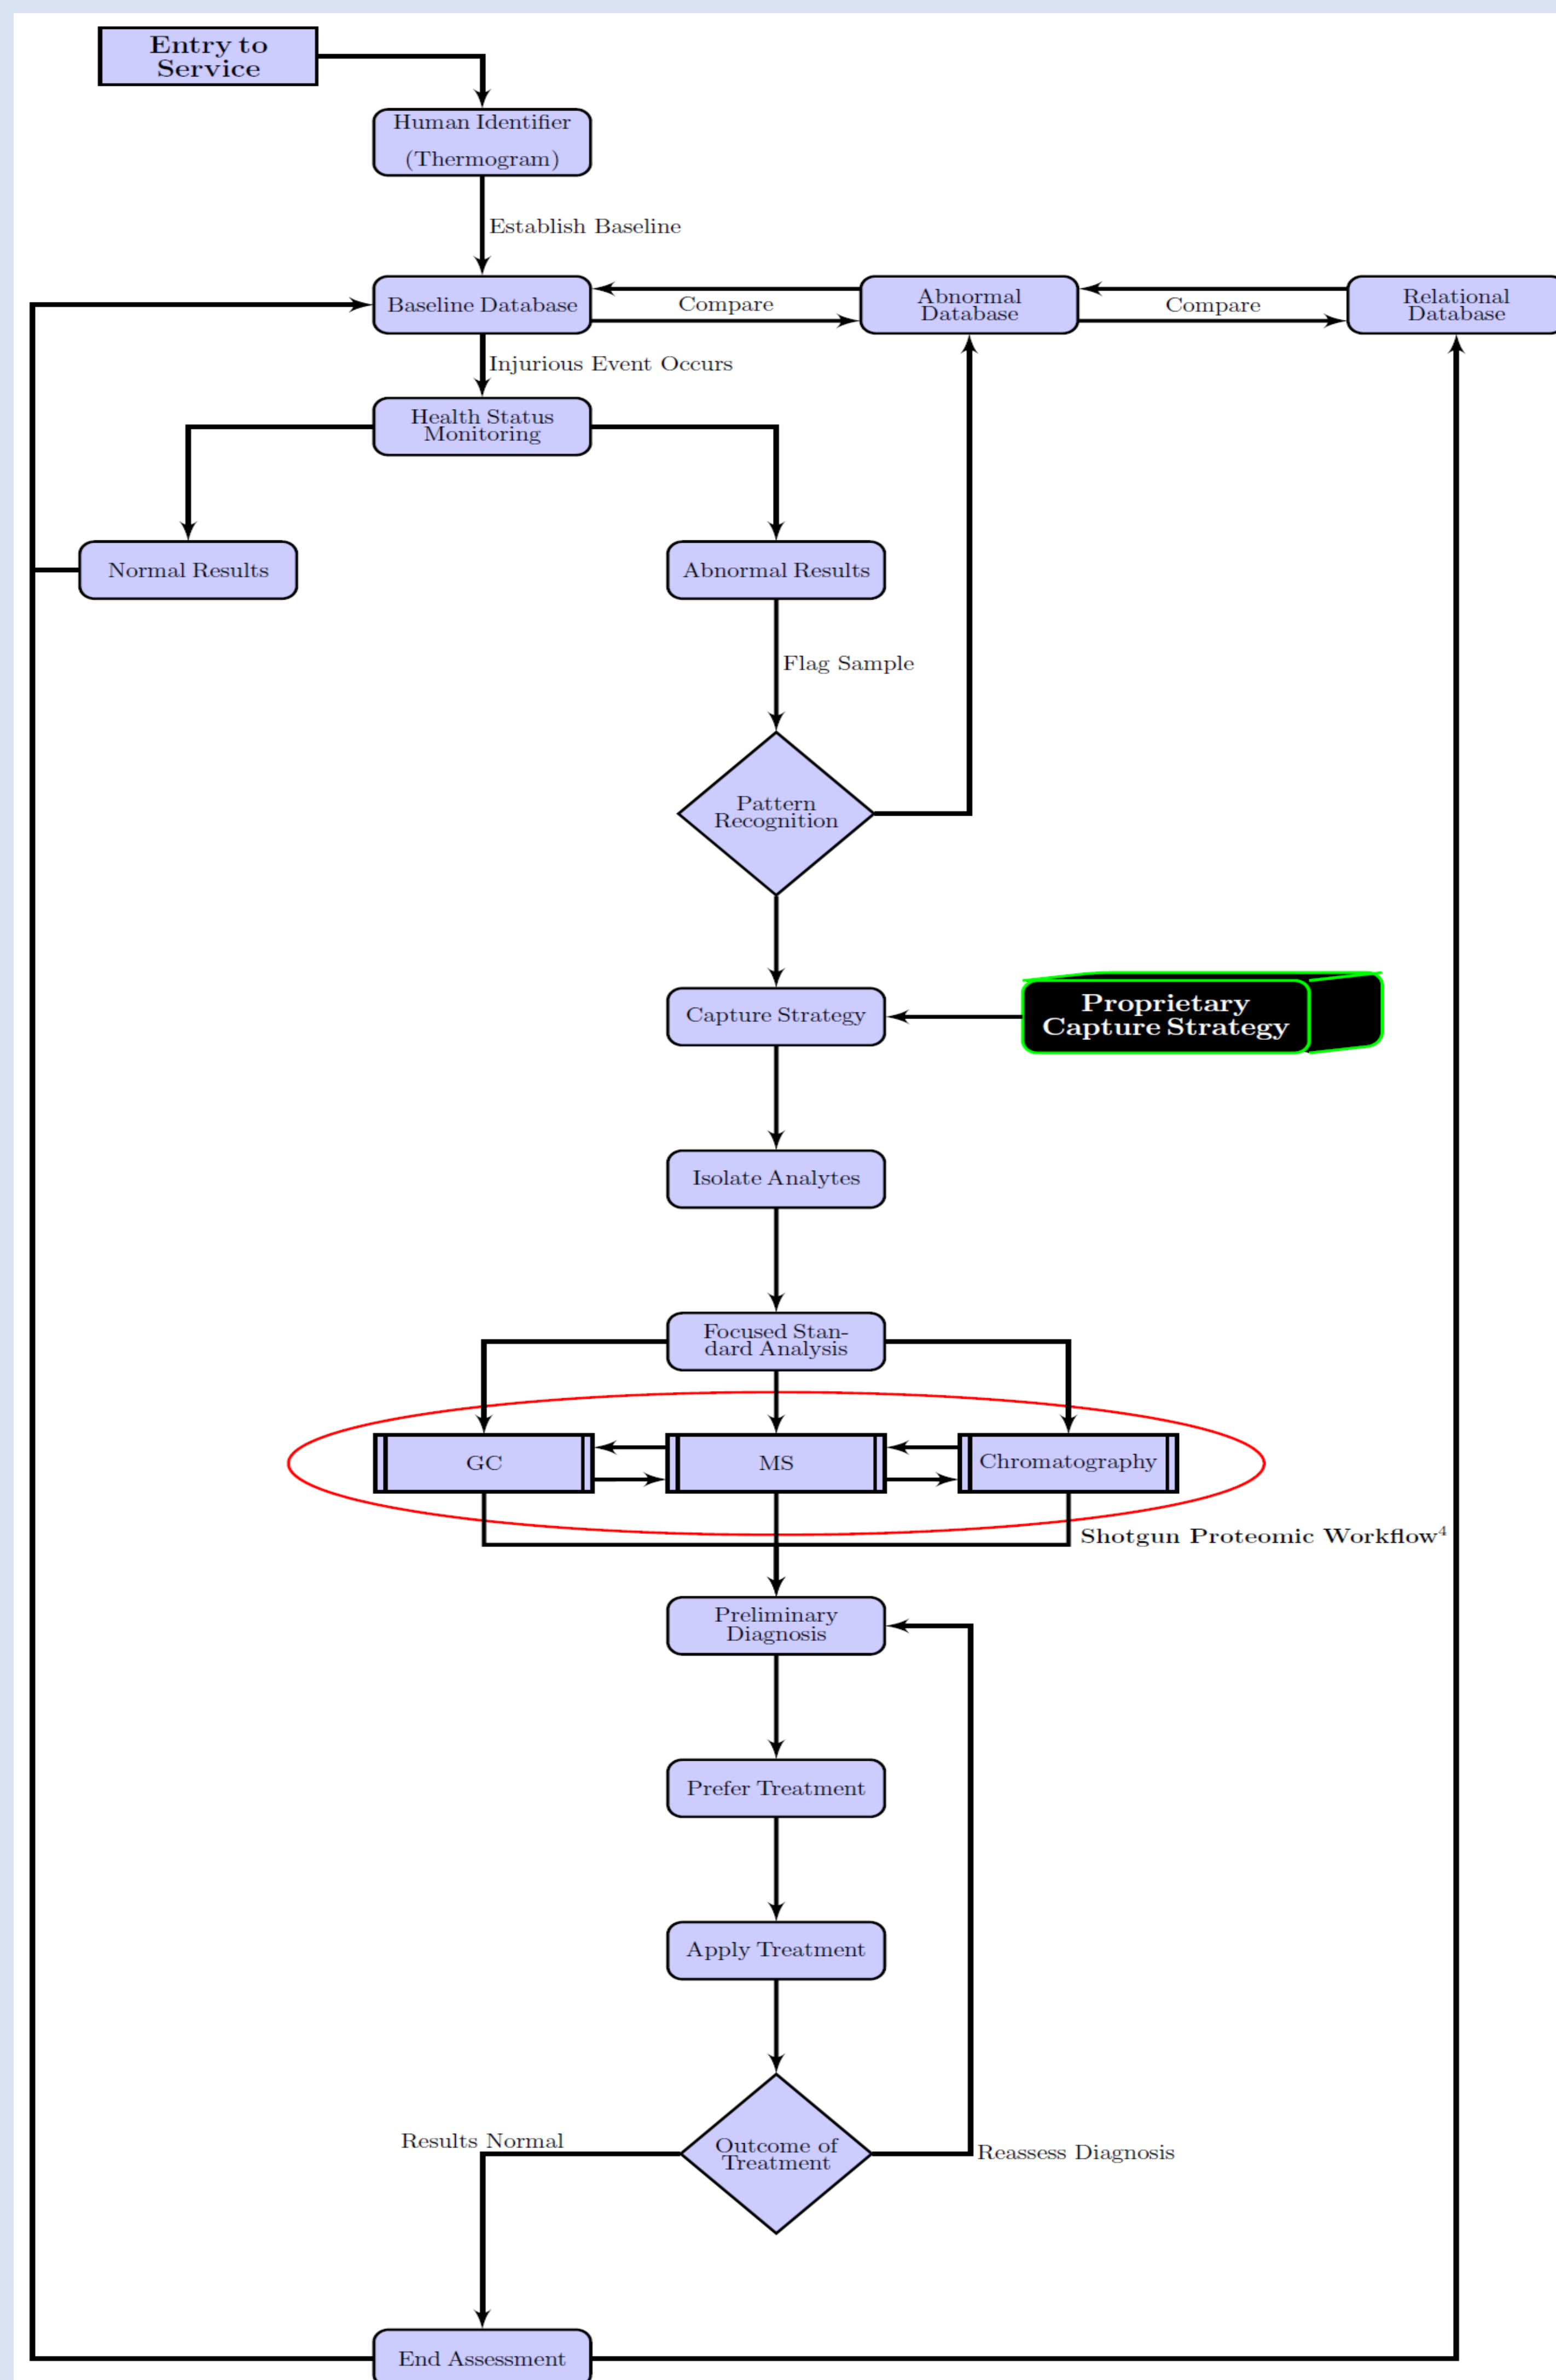 Entry to
Service
Human Identifier
(Thermogram)
Establish Baseline
Baseline Database
Compare
Abnormal
Database
Compare
Relational
Database
Injurious Event Occurs
Health Status
Monitoring
Normal Results
Abnormal Results
Flag Sample
Pattern
Recognition
Capture Strategy
Proprietary
Capture Strategy
Isolate Analytes
Focused Stan-
dard Analysis
GC
MS
Chromatography
Shotgun Proteomic Workflow⁴
Preliminary
Diagnosis
Prefer Treatment
Apply Treatment
Results Normal
Outcome of
Treatment
Reassess Diagnosis
End Assessment